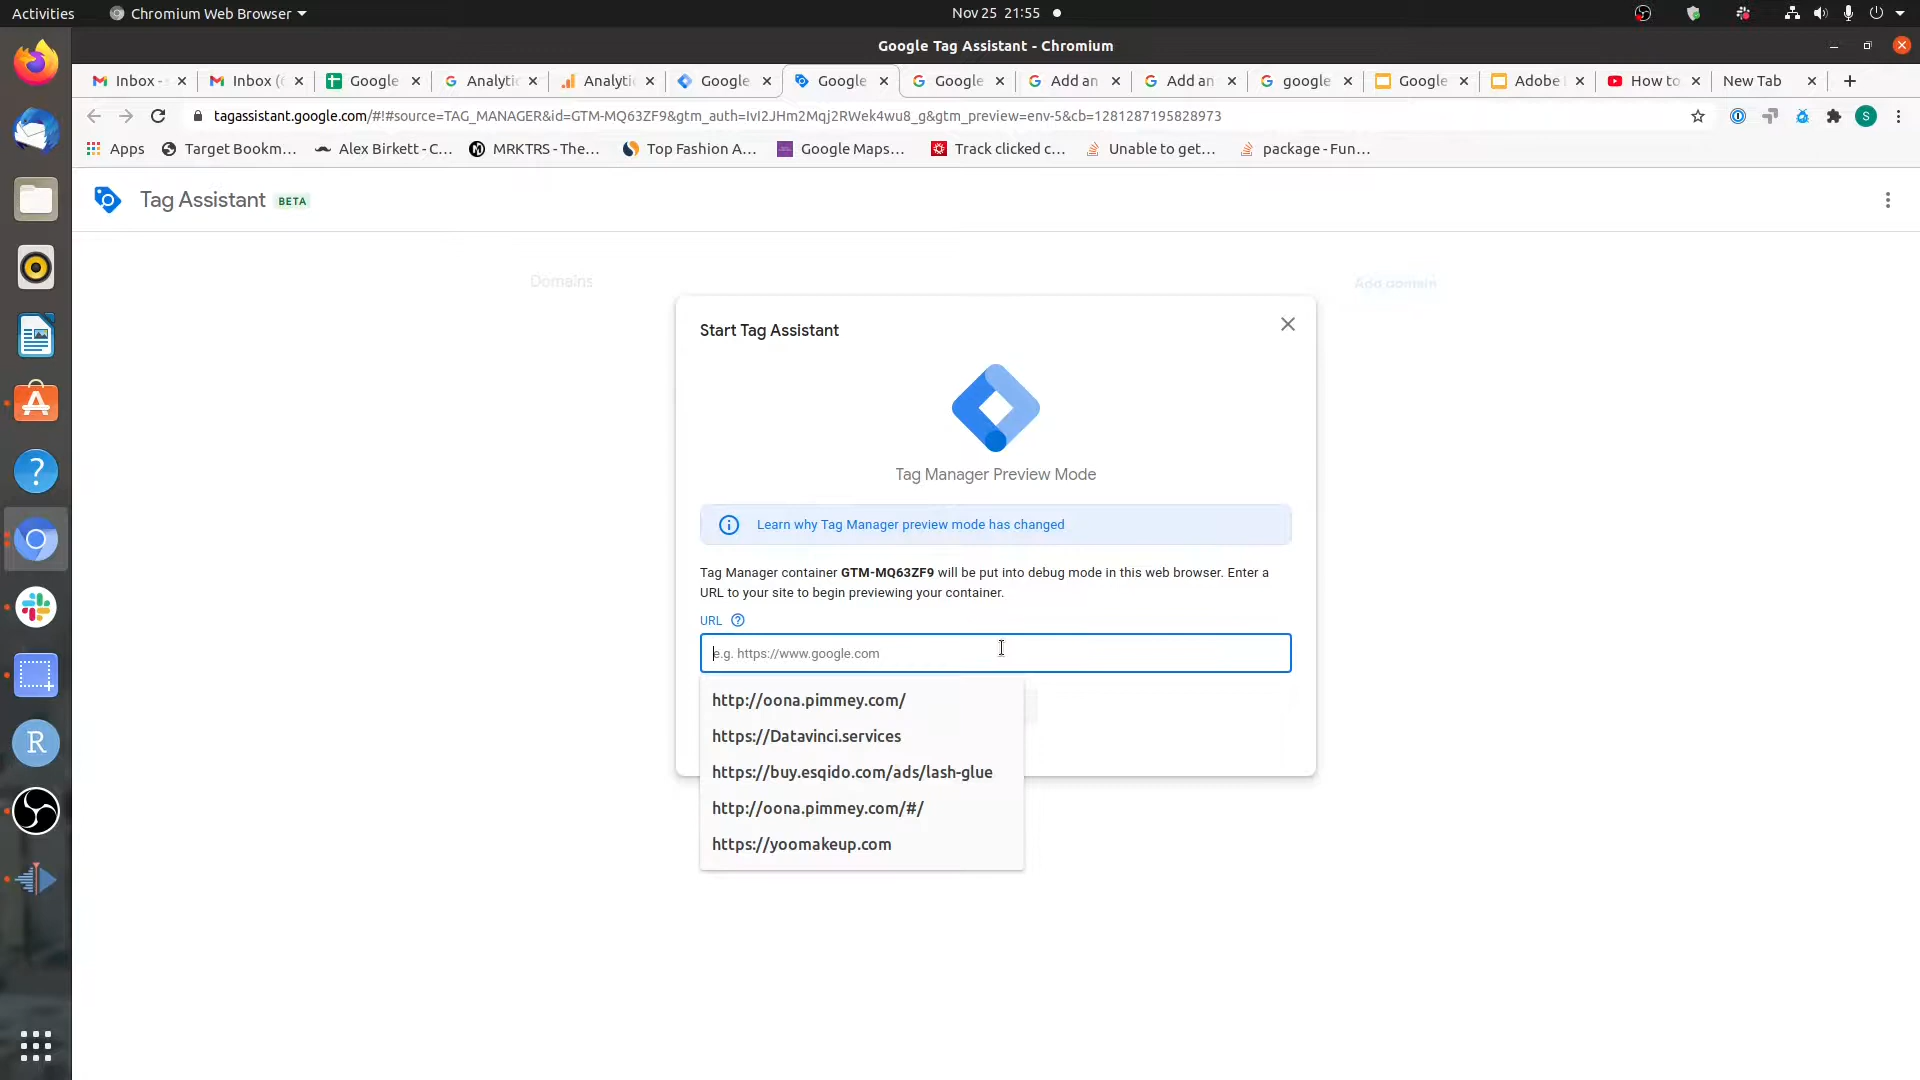 Activities
Chromium Web Browser
Nov 25 21:55
Google Tag Assistant - Chromium
Inbox -
Inbox (
Google
Analytic
Analytic
Google
Google
Google
Add an
Add an
google
Google
Adobe
How to
New Tab
tagassistant.google.com/#!#source=TAG_MANAGER&id=GTM-MQ63ZF9&gtm_auth=IvI2JHm2Mqj2RWek4wu8_g&gtm_preview=env-5&cb=1281287195828973
S
Apps
Target Bookm...
Alex Birkett - C...
MRKTRS - The...
Top Fashion A...
Google Maps...
Track clicked c...
Unable to get...
package - Fun...
Tag Assistant BETA
Domains
Add domain
Start Tag Assistant
Tag Manager Preview Mode
Learn why Tag Manager preview mode has changed
Tag Manager container GTM-MQ63ZF9 will be put into debug mode in this web browser. Enter a
URL to your site to begin previewing your container.
URL
e.g. https://www.google.com
http://oona.pimmey.com/
https://Datavinci.services
https://buy.esqido.com/ads/lash-glue
http://oona.pimmey.com/#/
https://yoomakeup.com
R